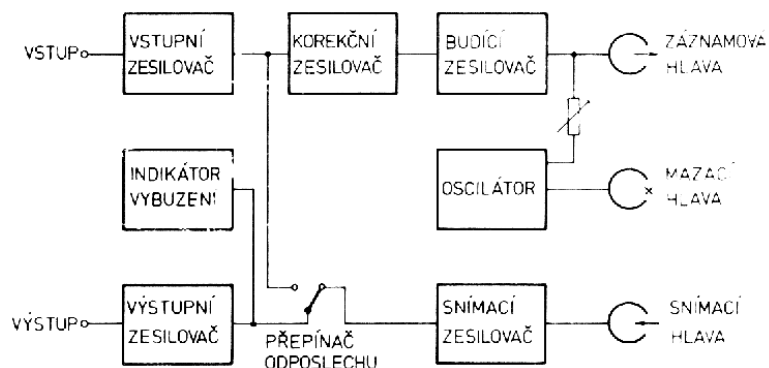 VSTUP
VSTUPNÍ
ZESILOVAČ
KOREKČNÍ
ZESILOVAČ
BUDÍCÍ
ZESILOVAČ
ZÁZNAMOVÁ
HLAVA
INDIKÁTOR
VYBUZENÍ
OSCILÁTOR
MAZACÍ
HLAVA
VÝSTUP
VÝSTUPNÍ
ZESILOVAČ
PŘEPÍNAČ
ODPOSLECHU
SNÍMACÍ
ZESILOVAČ
SNÍMACÍ
HLAVA